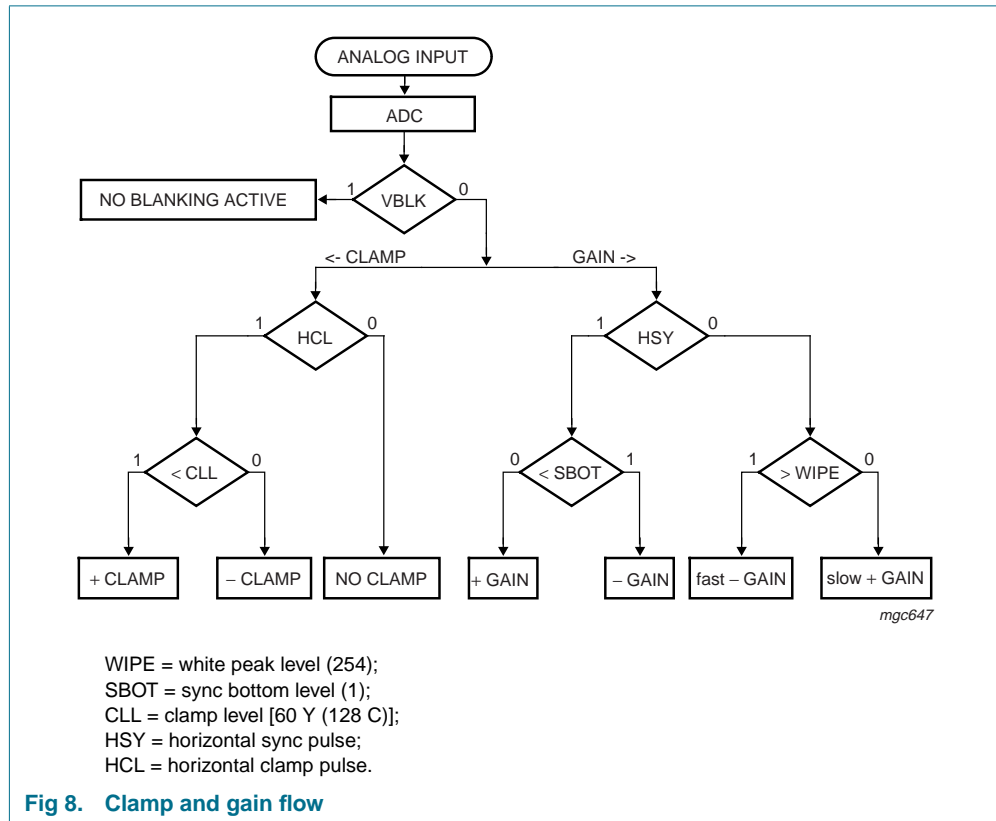 ANALOG INPUT
ADC
1 0
NO BLANKING ACTIVE VBLK
<- CLAMP GAIN ->
1 0 1 0
HCL HSY
1 0 0 1 1 0
< CLL < SBOT > WIPE
+ CLAMP − CLAMP NO CLAMP + GAIN − GAIN fast − GAIN slow + GAIN
mgc647
WIPE = white peak level (254);
SBOT = sync bottom level (1);
CLL = clamp level [60 Y (128 C)];
HSY = horizontal sync pulse;
HCL = horizontal clamp pulse.
Fig 8. Clamp and gain flow